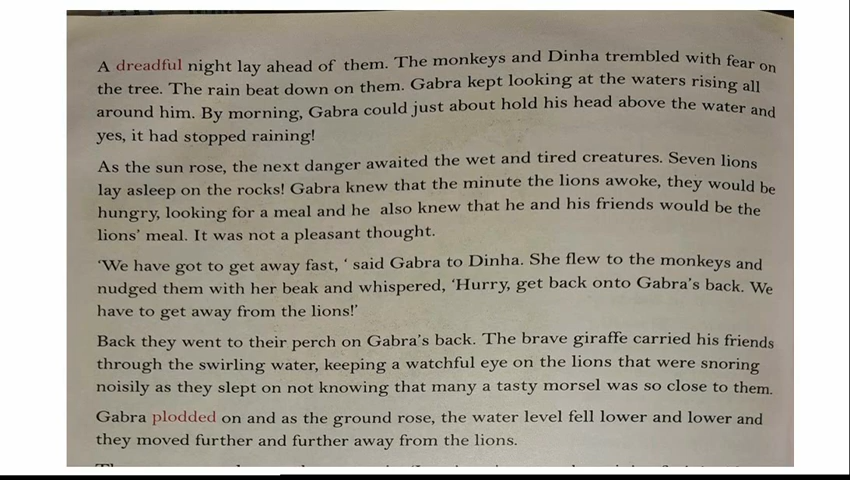 A dreadful night lay ahead of them. The monkeys and Dinha trembled with fear on
the tree. The rain beat down on them. Gabra kept looking at the waters rising all
around him. By morning, Gabra could just about hold his head above the water and
yes, it had stopped raining!
As the sun rose, the next danger awaited the wet and tired creatures. Seven lions
lay asleep on the rocks! Gabra knew that the minute the lions awoke, they would be
hungry, looking for a meal and he also knew that he and his friends would be the
lions' meal. It was not a pleasant thought.
'We have got to get away fast, ' said Gabra to Dinha. She flew to the monkeys and
nudged them with her beak and whispered, 'Hurry, get back onto Gabra's back. We
have to get away from the lions!'
Back they went to their perch on Gabra's back. The brave giraffe carried his friends
through the swirling water, keeping a watchful eye on the lions that were snoring
noisily as they slept on not knowing that many a tasty morsel was so close to them.
Gabra plodded on and as the ground rose, the water level fell lower and lower and
they moved further and further away from the lions.